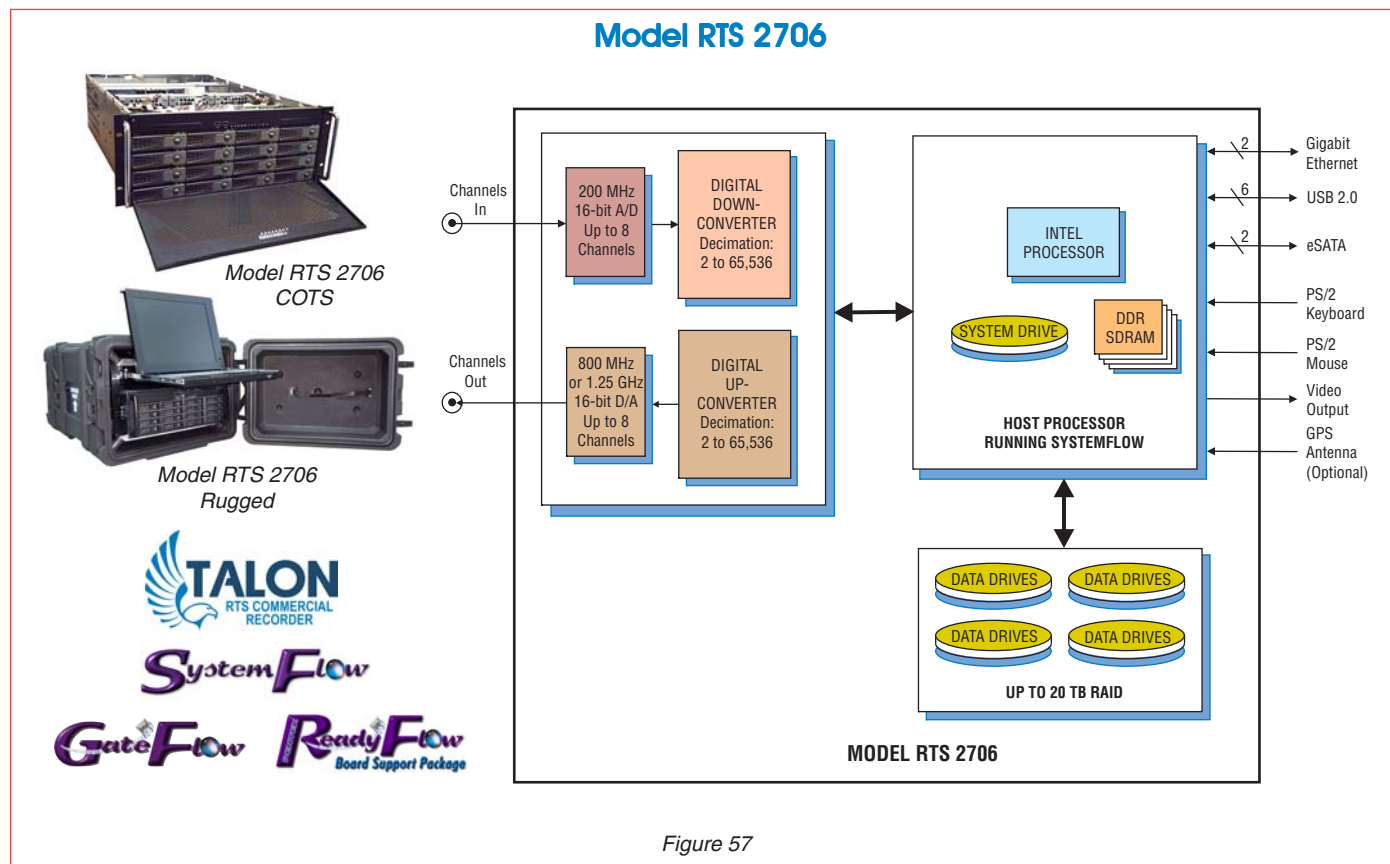 Model RTS 2706
Model RTS 2706
COTS
Model RTS 2706
Rugged
TALON
RTS COMMERCIAL
RECORDER
SystemFlow
GateFlow
ReadyFlow
Board Support Package
Channels
In
200 MHz
16-bit A/D
Up to 8
Channels
DIGITAL
DOWN-
CONVERTER
Decimation:
2 to 65,536
Channels
Out
800 MHz
or 1.25 GHz
16-bit D/A
Up to 8
Channels
DIGITAL
UP-
CONVERTER
Decimation:
2 to 65,536
INTEL
PROCESSOR
SYSTEM DRIVE
DDR
SDRAM
HOST PROCESSOR
RUNNING SYSTEMFLOW
2
Gigabit
Ethernet
6
USB 2.0
2
eSATA
PS/2
Keyboard
PS/2
Mouse
Video
Output
GPS
Antenna
(Optional)
DATA DRIVES
DATA DRIVES
DATA DRIVES
DATA DRIVES
UP TO 20 TB RAID
MODEL RTS 2706
Figure 57